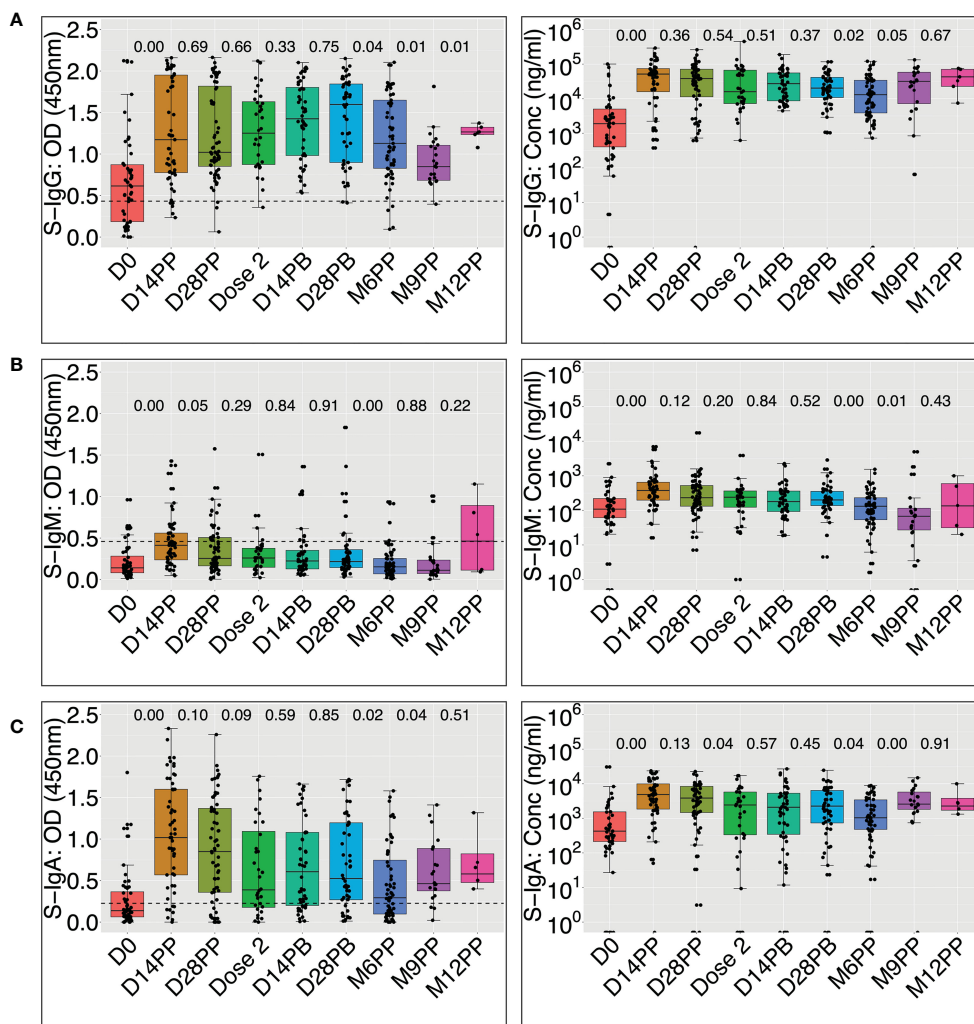 A
S−IgG: OD (450nm)
2.5
2.0
1.5
1.0
0.5
0.0
0.00 0.69 0.66 0.33 0.75 0.04 0.01 0.01
D0 D14PP D28PP Dose 2 D14PB D28PB M6PP M9PP M12PP
S−IgG: Conc (ng/ml)
10^6
10^5
10^4
10^3
10^2
10^1
10^0
0.00 0.36 0.54 0.51 0.37 0.02 0.05 0.67
D0 D14PP D28PP Dose 2 D14PB D28PB M6PP M9PP M12PP
B
S−IgM: OD (450nm)
2.5
2.0
1.5
1.0
0.5
0.0
0.00 0.05 0.29 0.84 0.91 0.00 0.88 0.22
D0 D14PP D28PP Dose 2 D14PB D28PB M6PP M9PP M12PP
S−IgM: Conc (ng/ml)
10^6
10^5
10^4
10^3
10^2
10^1
10^0
0.00 0.12 0.20 0.84 0.52 0.00 0.01 0.43
D0 D14PP D28PP Dose 2 D14PB D28PB M6PP M9PP M12PP
C
S−IgA: OD (450nm)
2.5
2.0
1.5
1.0
0.5
0.0
0.00 0.10 0.09 0.59 0.85 0.02 0.04 0.51
D0 D14PP D28PP Dose 2 D14PB D28PB M6PP M9PP M12PP
S−IgA: Conc (ng/ml)
10^6
10^5
10^4
10^3
10^2
10^1
10^0
0.00 0.13 0.04 0.57 0.45 0.04 0.00 0.91
D0 D14PP D28PP Dose 2 D14PB D28PB M6PP M9PP M12PP